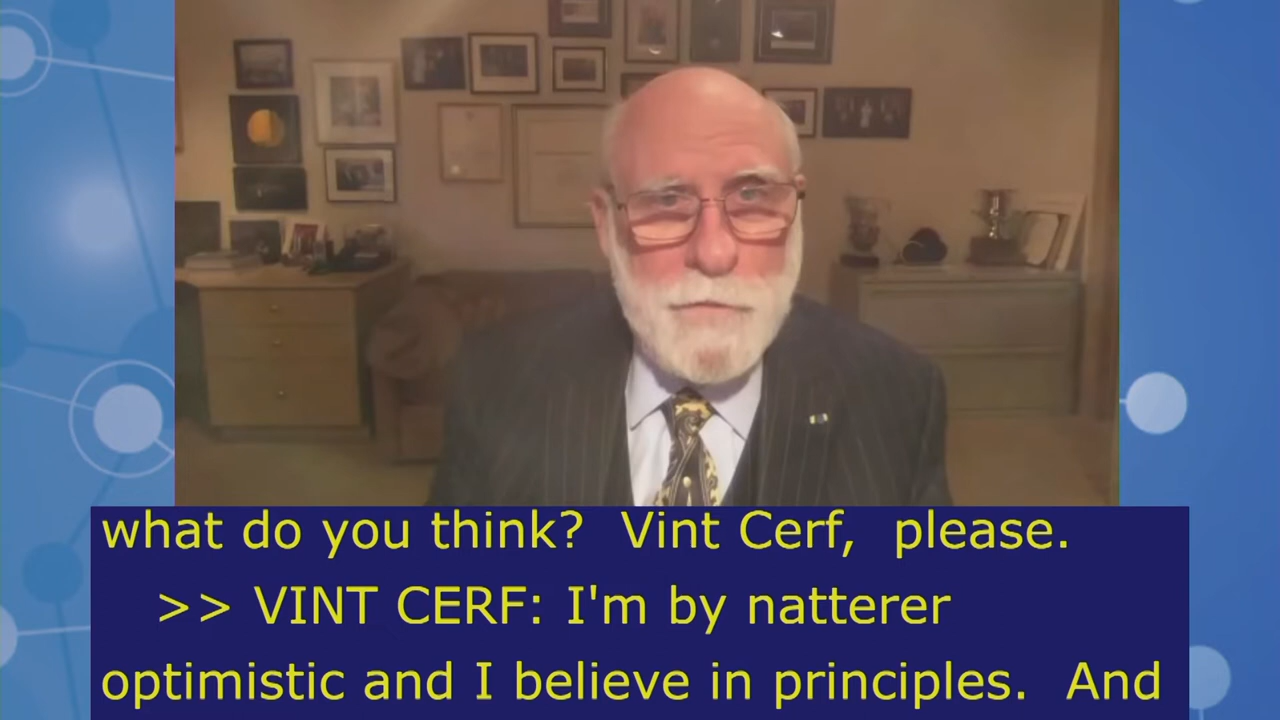 what do you think?  Vint Cerf,  please.
>> VINT CERF: I'm by natterer
optimistic and I believe in principles.  And